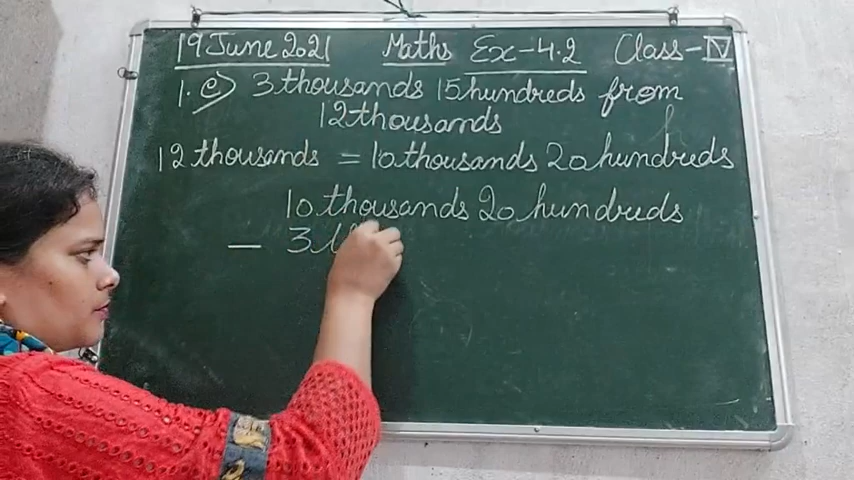 19 June 2021 Maths Ex-4.2 Class-IV
1. e) 3 thousands 15 hundreds from
12 thousands
12 thousands = 10 thousands 20 hundreds
10 thousands 20 hundreds
— 3